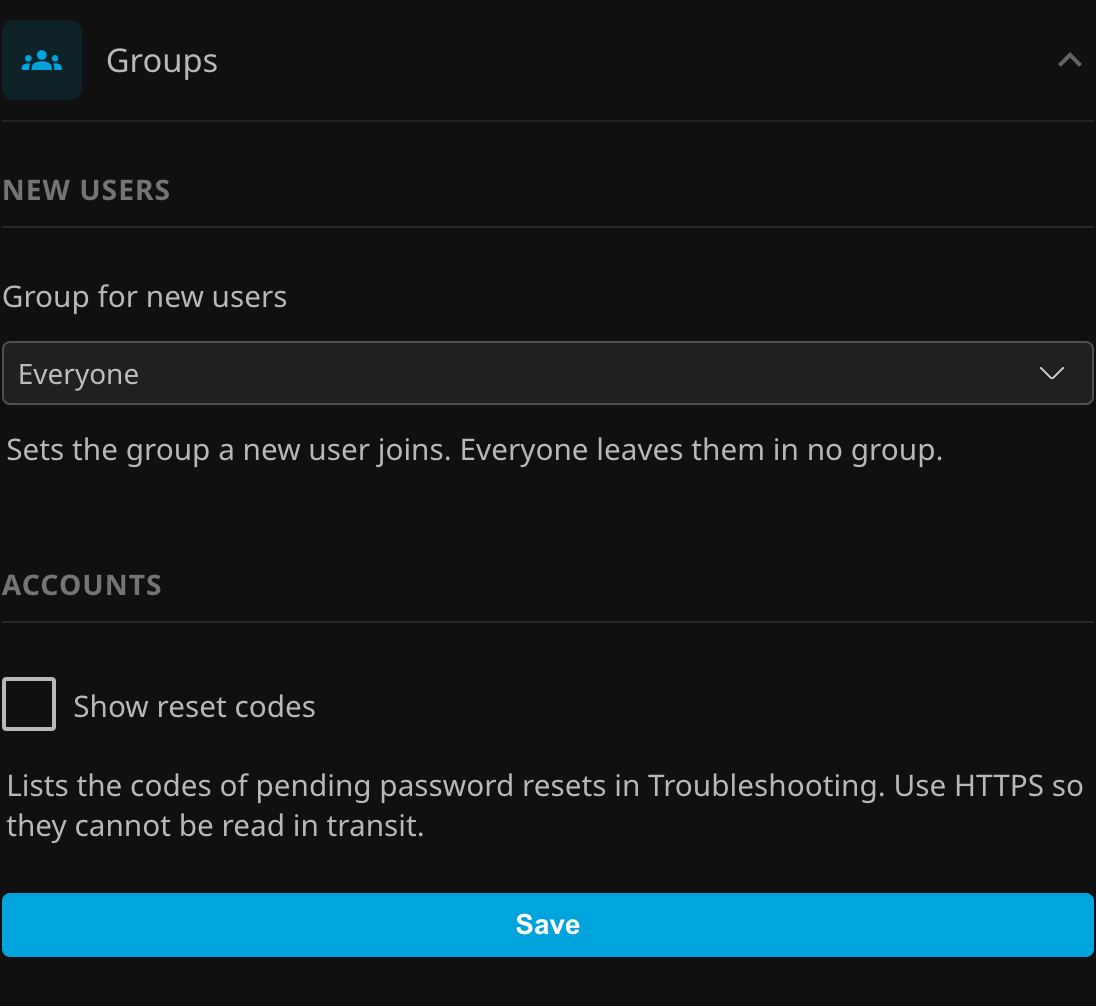 Groups
NEW USERS
Group for new users
Everyone
Sets the group a new user joins. Everyone leaves them in no group.
ACCOUNTS
Show reset codes
Lists the codes of pending password resets in Troubleshooting. Use HTTPS so
they cannot be read in transit.
Save